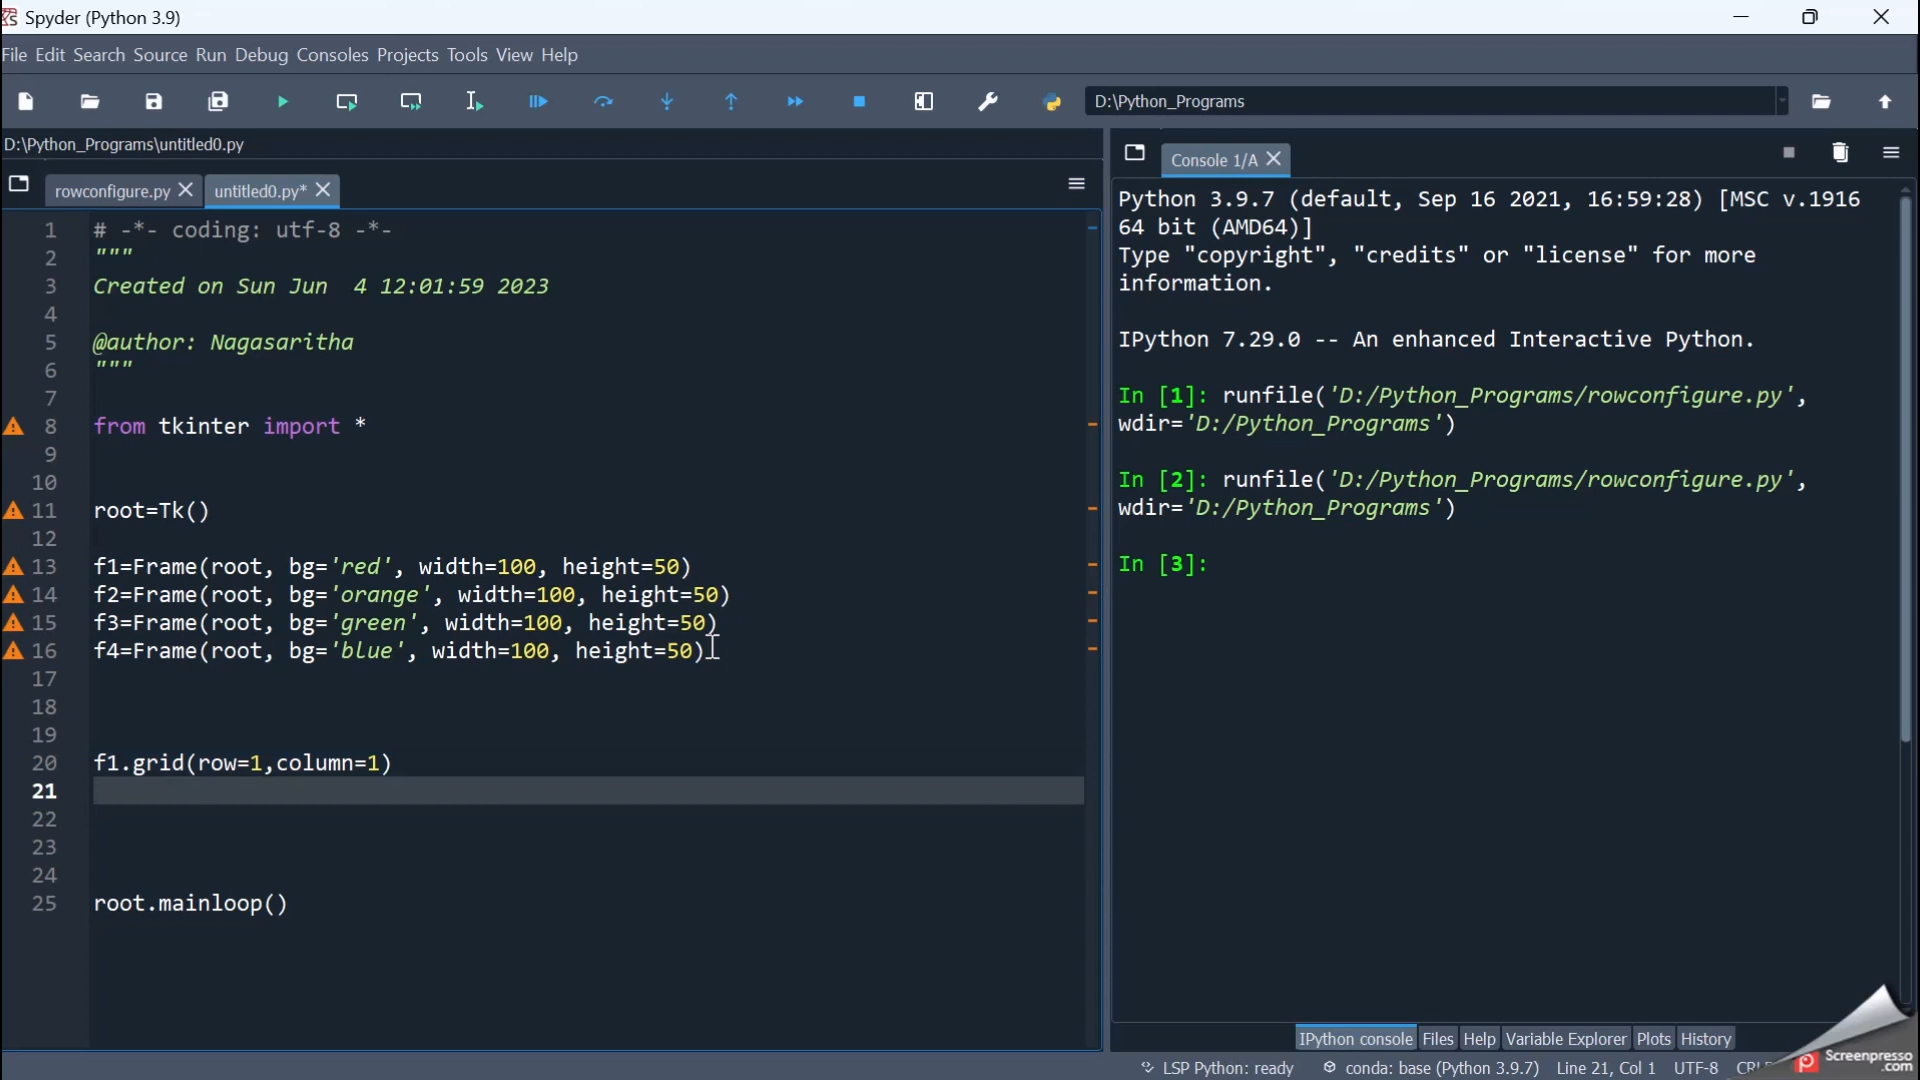 Spyder (Python 3.9)
File Edit Search Source Run Debug Consoles Projects Tools View Help
D:\Python_Programs
D:\Python_Programs\untitled0.py
rowconfigure.py
untitled0.py*
1 # -*- coding: utf-8 -*-
2 """
3 Created on Sun Jun  4 12:01:59 2023
4
5 @author: Nagasaritha
6 """
7
8 from tkinter import *
9
10
11 root=Tk()
12
13 f1=Frame(root, bg='red', width=100, height=50)
14 f2=Frame(root, bg='orange', width=100, height=50)
15 f3=Frame(root, bg='green', width=100, height=50)
16 f4=Frame(root, bg='blue', width=100, height=50)
17
18
19
20 f1.grid(row=1,column=1)
21
22
23
24
25 root.mainloop()
Console 1/A
Python 3.9.7 (default, Sep 16 2021, 16:59:28) [MSC v.1916
64 bit (AMD64)]
Type "copyright", "credits" or "license" for more
information.
IPython 7.29.0 -- An enhanced Interactive Python.
In [1]: runfile('D:/Python_Programs/rowconfigure.py',
wdir='D:/Python_Programs')
In [2]: runfile('D:/Python_Programs/rowconfigure.py',
wdir='D:/Python_Programs')
In [3]:
IPython console Files Help Variable Explorer Plots History
LSP Python: ready conda: base (Python 3.9.7) Line 21, Col 1 UTF-8
Screenpresso
.com